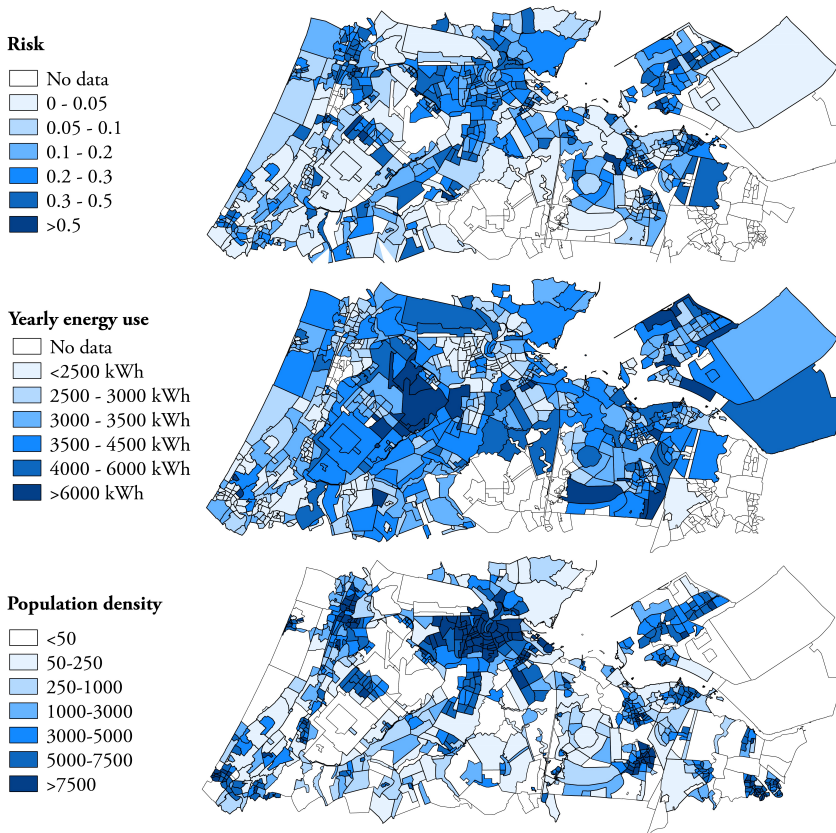 Risk
No data
0 - 0.05
0.05 - 0.1
0.1 - 0.2
0.2 - 0.3
0.3 - 0.5
>0.5
Yearly energy use
No data
<2500 kWh
2500 - 3000 kWh
3000 - 3500 kWh
3500 - 4500 kWh
4000 - 6000 kWh
>6000 kWh
Population density
<50
50-250
250-1000
1000-3000
3000-5000
5000-7500
>7500